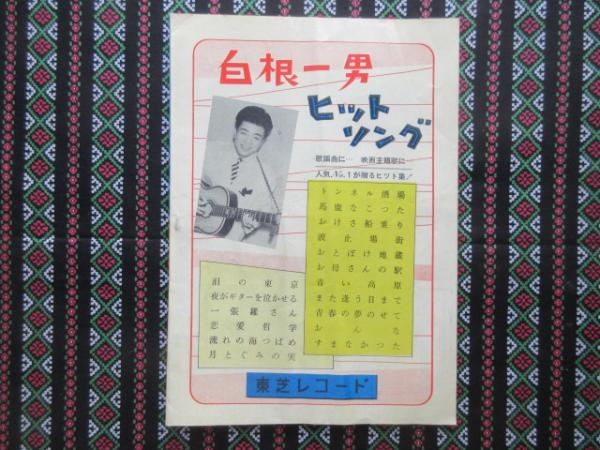 白根一男
ヒット
ソング
歌謡曲に… 映画主題歌に…
人気.No.1が贈るヒット集!
トンネル酒場
馬鹿なこった
おけさ船乗り
波止場街
おとぼけ地蔵
お母さんの駅
青い高原
また逢う日まで
青春の夢のせて
おんな
すまなかった
泪の東京
夜がギターを泣かせる
一張羅さん
恋愛哲学
流れの海つばめ
月とぐみの実
東芝レコード